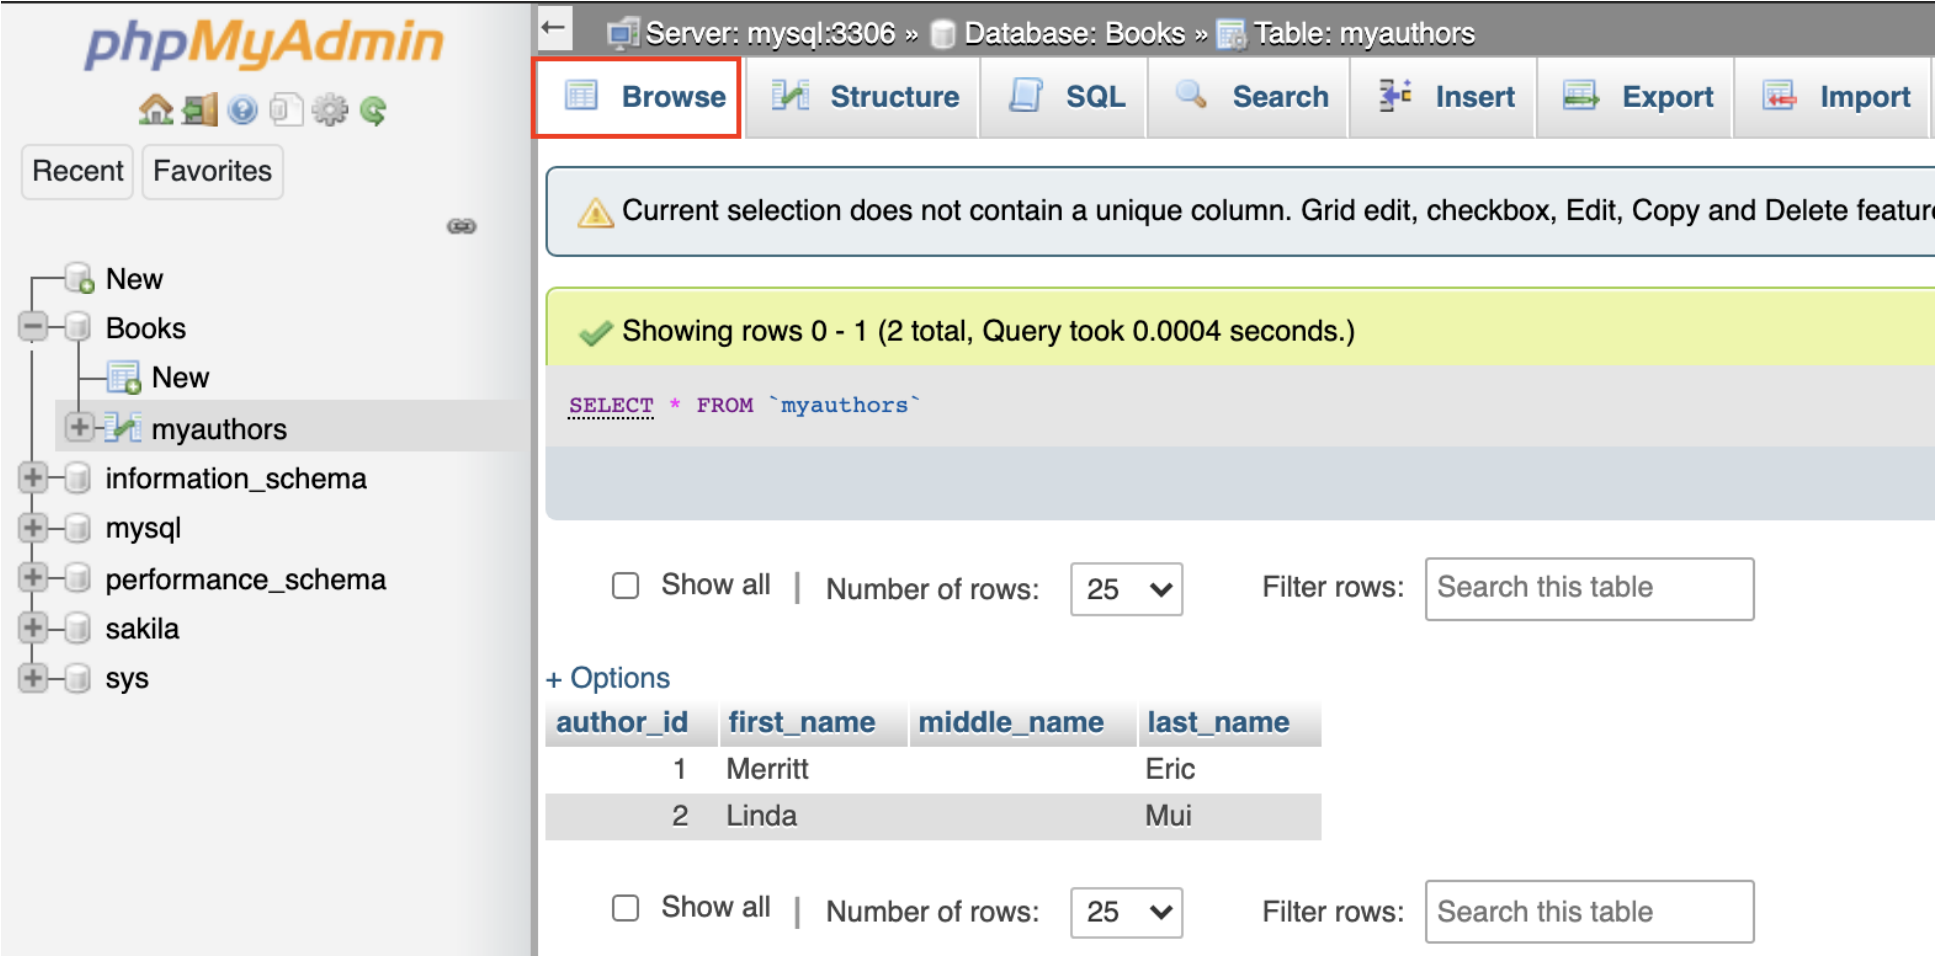 phpMyAdmin
Recent Favorites
New
Books
New
myauthors
information_schema
mysql
performance_schema
sakila
sys
Server: mysql:3306 » Database: Books » Table: myauthors
Browse Structure SQL Search Insert Export Import
Current selection does not contain a unique column. Grid edit, checkbox, Edit, Copy and Delete featur
Showing rows 0 - 1 (2 total, Query took 0.0004 seconds.)
SELECT * FROM `myauthors`
Show all | Number of rows: 25 Filter rows: Search this table
+ Options
author_id first_name middle_name last_name
1 Merritt Eric
2 Linda Mui
Show all | Number of rows: 25 Filter rows: Search this table